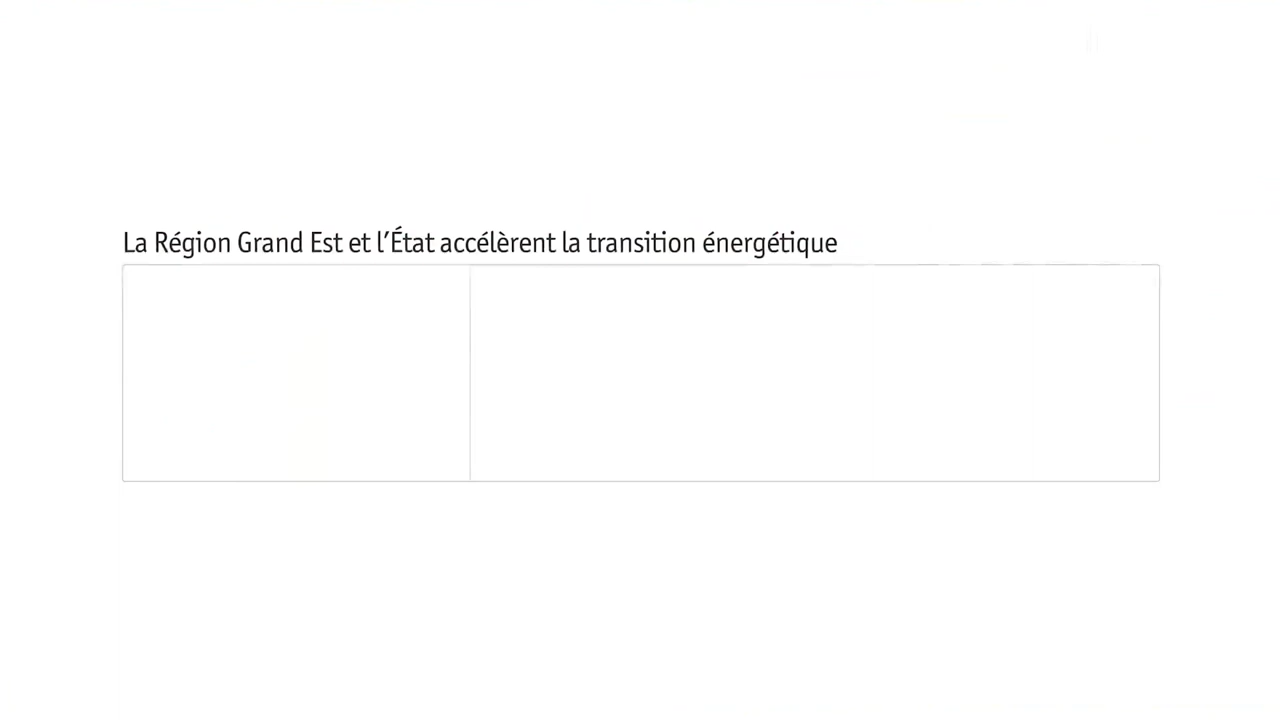 La Région Grand Est et l’État accélèrent la transition énergétique